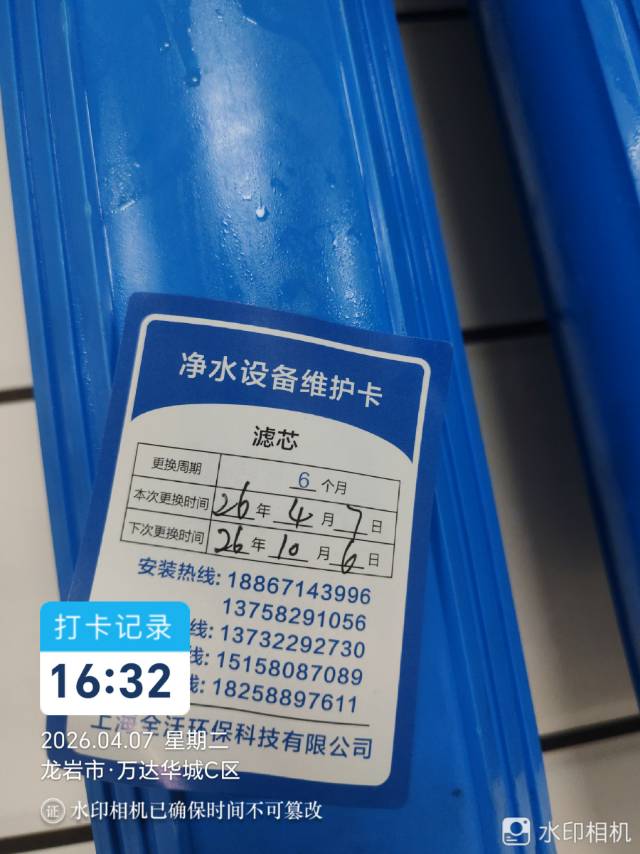 净水设备维护卡
滤芯
更换周期 6 个月
本次更换时间 26 年 4 月 7 日
下次更换时间 26 年 10 月 6 日
安装热线: 18867143996
13758291056
线: 13732292730
线: 15158087089
线: 18258897611
上海全沃环保科技有限公司
打卡记录
16:32
2026.04.07 星期二
龙岩市·万达华城C区
证 水印相机已确保时间不可篡改
水印相机